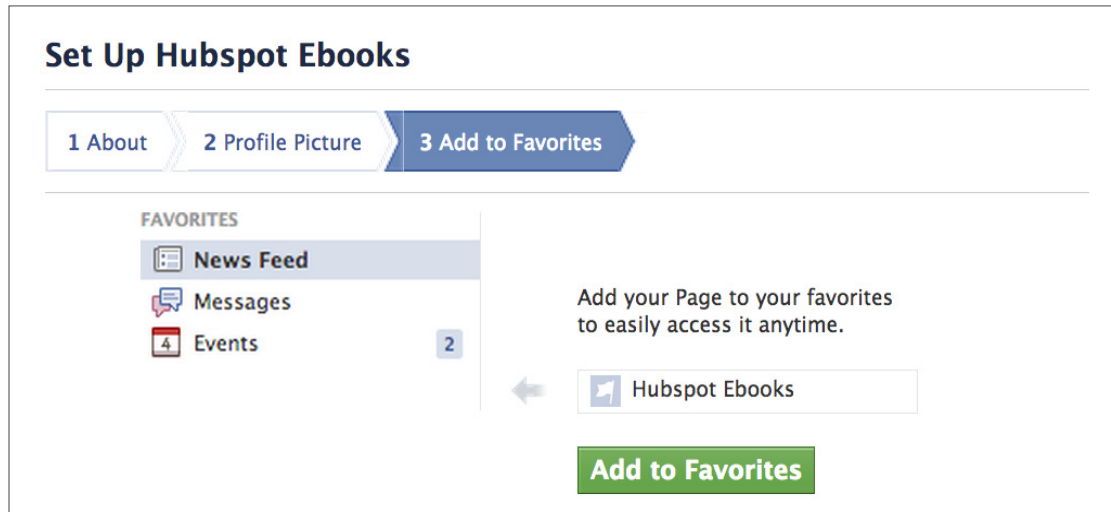 Set Up Hubspot Ebooks
1 About 2 Profile Picture 3 Add to Favorites
FAVORITES
News Feed
Messages
4 Events 2
Add your Page to your favorites
to easily access it anytime.
Hubspot Ebooks
Add to Favorites